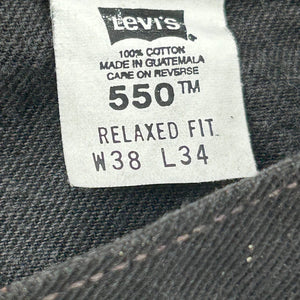 LEVI'S
100% COTTON
MADE IN GUATEMALA
CARE ON REVERSE
550™
RELAXED FIT
W38 L34